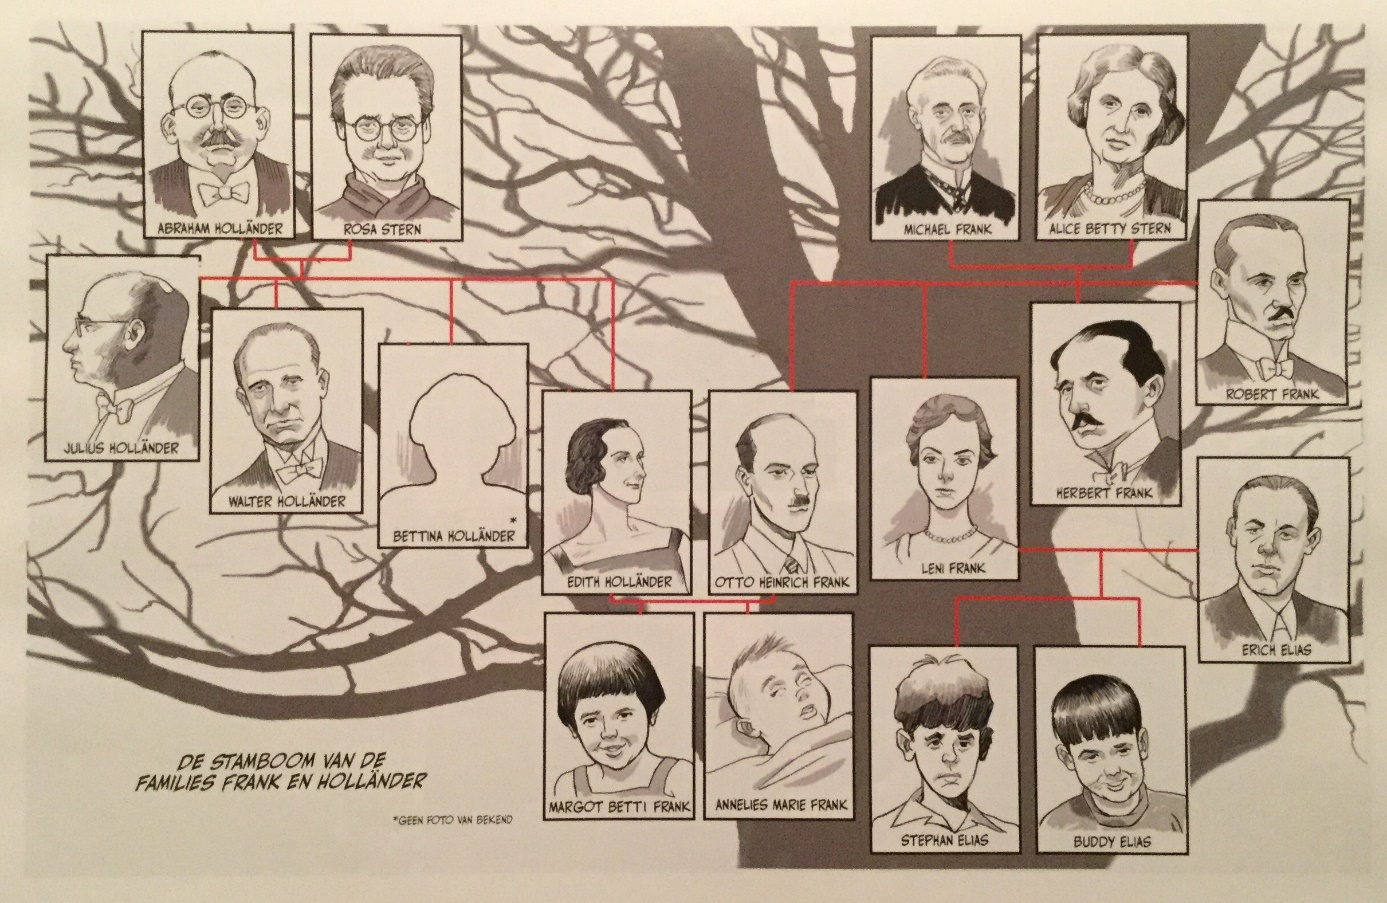 ABRAHAM HOLLÄNDER
ROSA STERN
MICHAEL FRANK
ALICE BETTY STERN
JULIUS HOLLÄNDER
WALTER HOLLÄNDER
*
BETTINA HOLLÄNDER
EDITH HOLLÄNDER
OTTO HEINRICH FRANK
LENI FRANK
HERBERT FRANK
ROBERT FRANK
ERICH ELIAS
MARGOT BETTI FRANK
ANNELIES MARIE FRANK
STEPHAN ELIAS
BUDDY ELIAS
DE STAMBOOM VAN DE
FAMILIES FRANK EN HOLLÄNDER
*GEEN FOTO VAN BEKEND